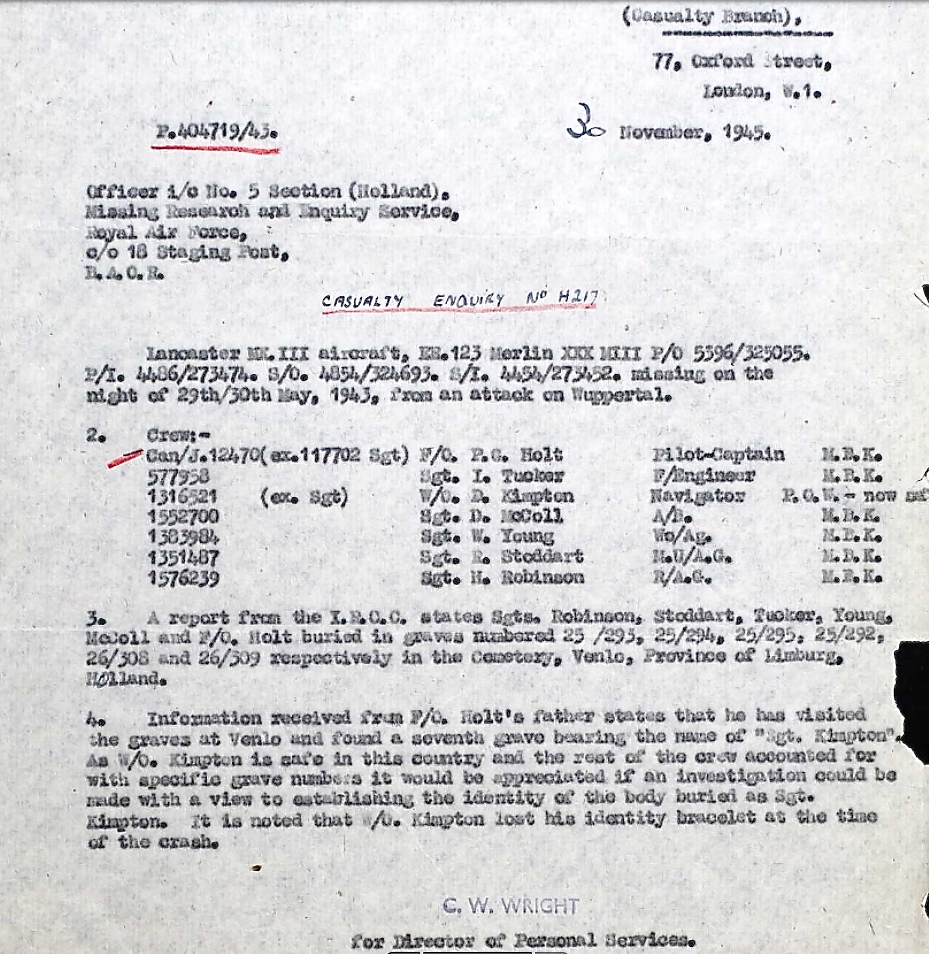 (Casualty Branch),
77, Oxford Street,
London, W.1.
P.404719/43.
30 November, 1945.
Officer i/c No. 5 Section (Holland),
Missing Research and Enquiry Service,
Royal Air Force,
c/o 18 Staging Post,
B.A.O.R.
CASUALTY ENQUIRY No H217
Lancaster MK.III aircraft, EE.123 Merlin XXX MIII P/O 5396/325055.
P/I. 4486/273474. S/O. 4854/324693. S/I. 4454/273452. missing on the
night of 29th/30th May, 1943, from an attack on Wuppertal.
2. Crew:-
Can/J.12470(ex.117702 Sgt) F/O. P.G. Holt Pilot-Captain M.B.K.
577958 Sgt. I. Tucker F/Engineer M.B.K.
1316521 (ex. Sgt) W/O. D. Kimpton Navigator P.O.W. - now saf
1552700 Sgt. D. McColl A/B. M.B.K.
1383984 Sgt. W. Young Wo/Ag. M.B.K.
1351487 Sgt. R. Stoddart M.U/A.G. M.B.K.
1576239 Sgt. H. Robinson R/A.G. M.B.K.
3. A report from the I.R.C.C. states Sgts. Robinson, Stoddart, Tucker, Young,
McColl and F/O. Holt buried in graves numbered 25 /293, 25/294, 25/295, 25/292,
26/308 and 26/309 respectively in the Cemetery, Venlo, Province of Limburg,
Holland.
4. Information received from F/O. Holt's father states that he has visited
the graves at Venlo and found a seventh grave bearing the name of "Sgt. Kimpton".
As W/O. Kimpton is safe in this country and the rest of the crew accounted for
with specific grave numbers it would be appreciated if an investigation could be
made with a view to establishing the identity of the body buried as Sgt.
Kimpton. It is noted that W/O. Kimpton lost his identity bracelet at the time
of the crash.
C. W. WRIGHT
for Director of Personal Services.